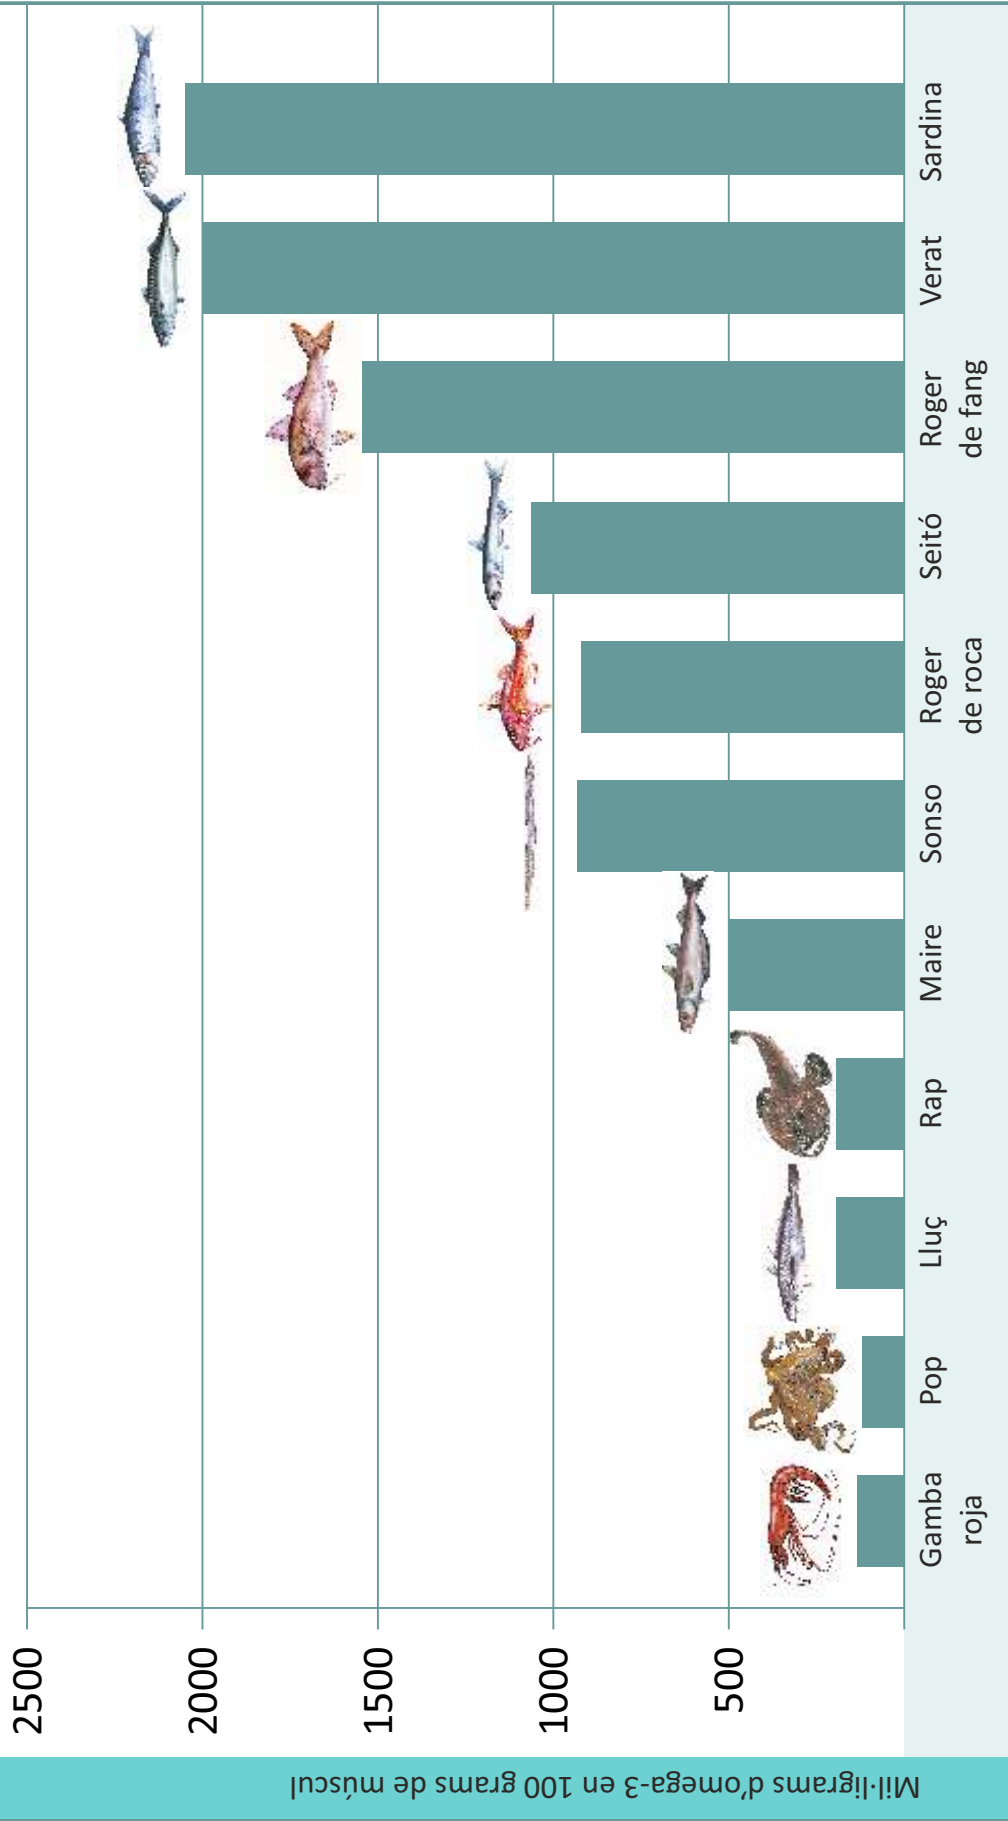 Mil·ligrams d'omega-3 en 100 grams de múscul
2500
2000
1500
1000
500
Gamba
roja
Pop
Lluç
Rap
Maire
Sonso
Roger
de roca
Seitó
Roger
de fang
Verat
Sardina